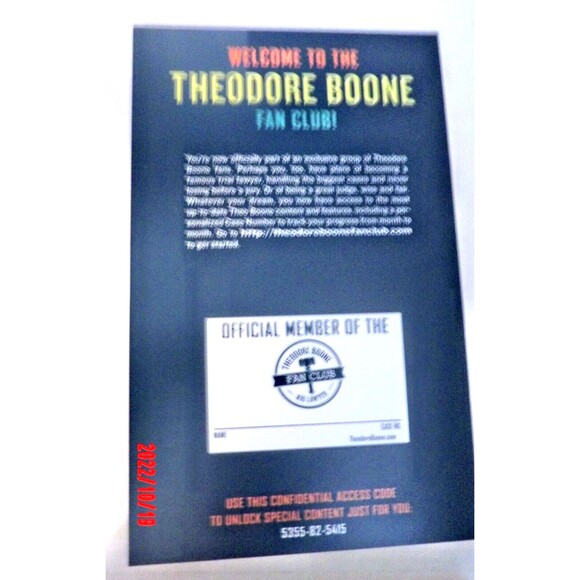 WELCOME TO THE
THEODORE BOONE
FAN CLUB!
You're now officially part of an exclusive group of Theodore
Boone fans. Perhaps you, too, have plans of becoming a
famous trial lawyer, handling the biggest cases and never
losing before a jury. Or of being a great judge, wise and fair.
Whatever your dream, you now have access to the most
up-to-date Theo Boone content and features, including a per-
sonalized Case Number to track your progress from month to
month. Go to http://theodoreboonefanclub.com
to get started.
OFFICIAL MEMBER OF THE
THEODORE BOONE
FAN CLUB
KID LAWYER
NAME
CASE NO.
TheodoreBoone.com
USE THIS CONFIDENTIAL ACCESS CODE
TO UNLOCK SPECIAL CONTENT JUST FOR YOU:
5355-82-5415
2022/10/19